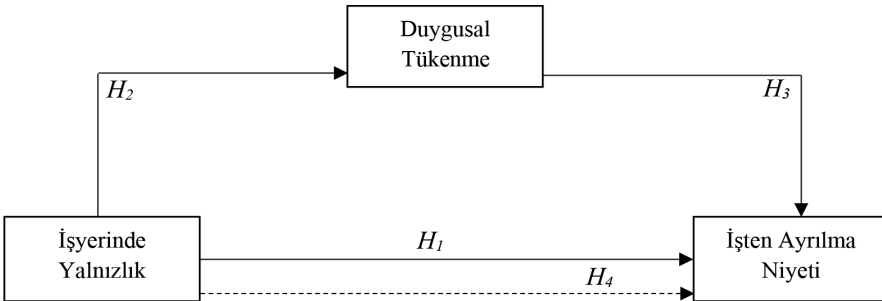 Duygusal
Tükenme
H2
H3
İşyerinde
Yalnızlık
H1
H4
İşten Ayrılma
Niyeti